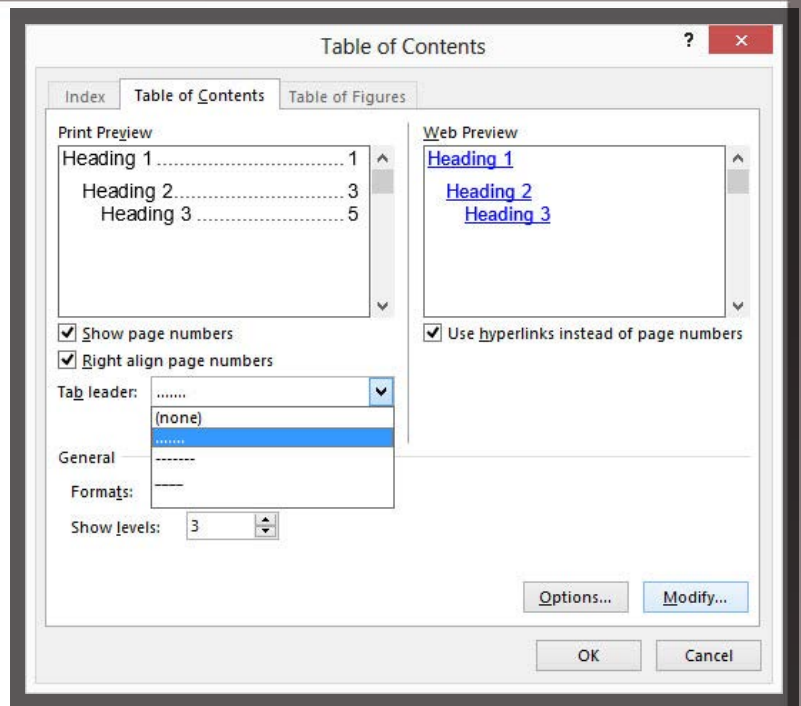 Table of Contents
?
Index Table of Contents Table of Figures
Print Preview
Heading 1 ............................. 1
Heading 2.......................... 3
Heading 3 ....................... 5
Show page numbers
Right align page numbers
Tab leader: .......
(none)
.......
-------
____
General
Formats:
Show levels: 3
Web Preview
Heading 1
Heading 2
Heading 3
Use hyperlinks instead of page numbers
Options... Modify...
OK Cancel